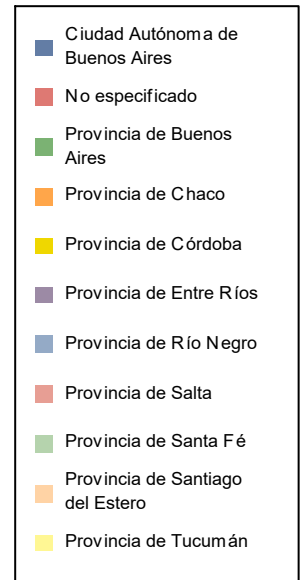 Ciudad Autónoma de
Buenos Aires
No especificado
Provincia de Buenos
Aires
Provincia de Chaco
Provincia de Córdoba
Provincia de Entre Ríos
Provincia de Río Negro
Provincia de Salta
Provincia de Santa Fé
Provincia de Santiago
del Estero
Provincia de Tucumán